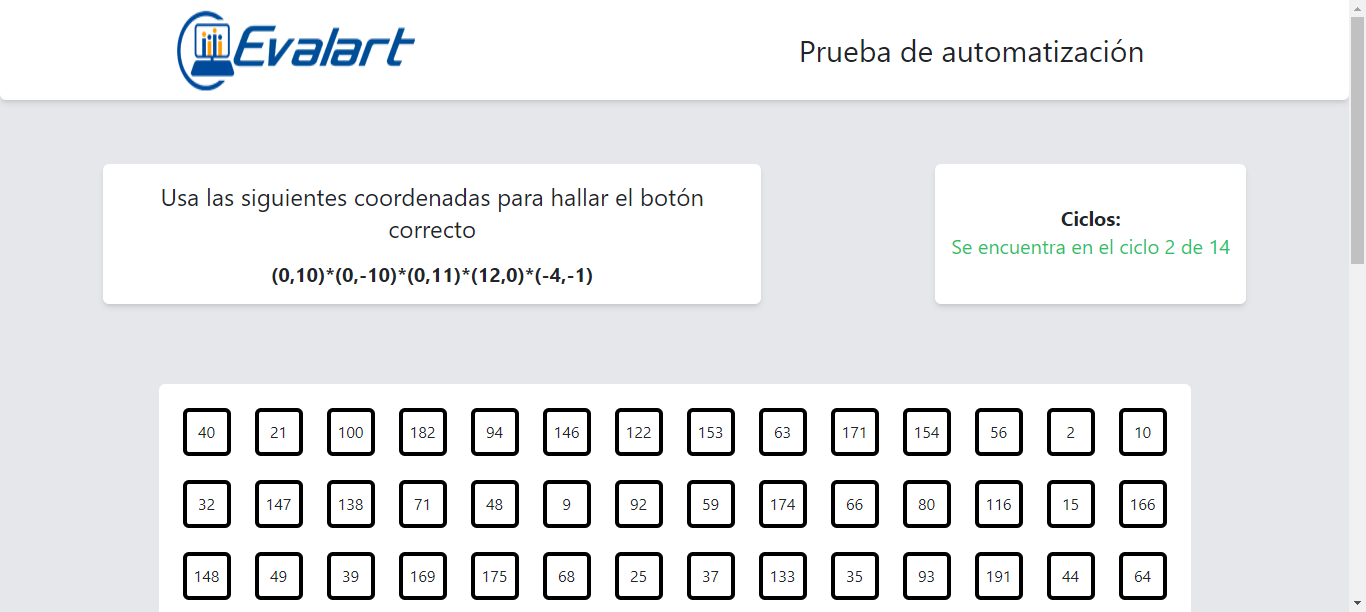 Evalart
Prueba de automatización
Usa las siguientes coordenadas para hallar el botón
correcto
(0,10)*(0,-10)*(0,11)*(12,0)*(-4,-1)
Ciclos:
Se encuentra en el ciclo 2 de 14
40 21 100 182 94 146 122 153 63 171 154 56 2 10
32 147 138 71 48 9 92 59 174 66 80 116 15 166
148 49 39 169 175 68 25 37 133 35 93 191 44 64